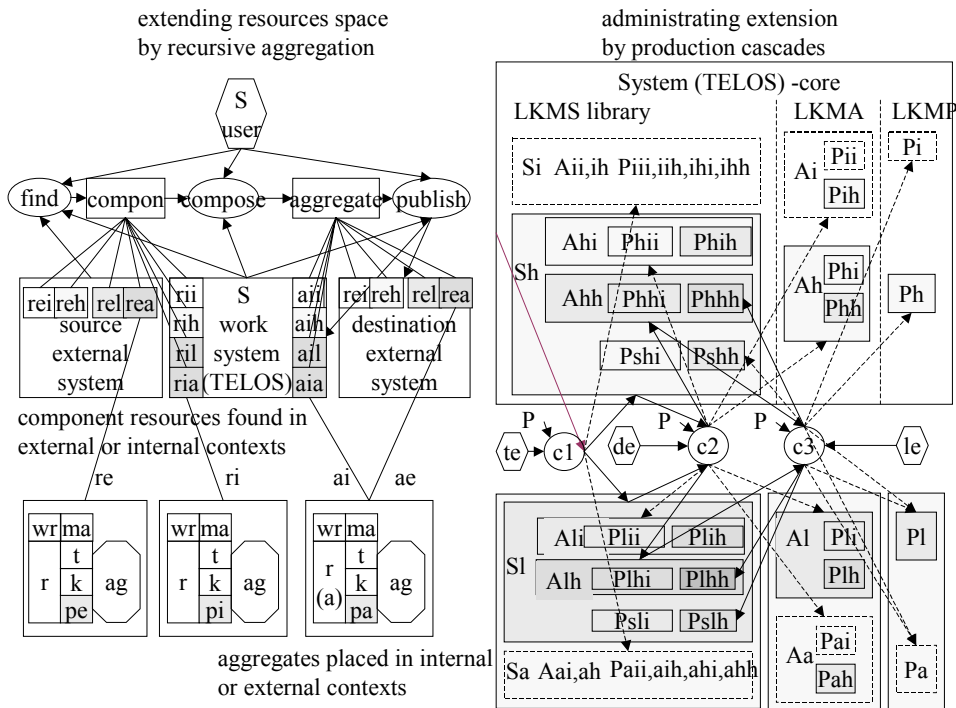 extending resources space
by recursive aggregation
S
user
find
compon
compose
aggregate
publish
rei reh rel rea
source
external
system
rii
rih
ril
ria
S
work
system
(TELOS)
aii
aih
ail
aia
rei reh rel rea
destination
external
system
component resources found in
external or internal contexts
re
ri
ai
ae
wr ma
t
r k ag
pe
wr ma
t
r k ag
pi
wr ma
t
r k ag
(a) pa
aggregates placed in internal
or external contexts
administrating extension
by production cascades
System (TELOS) -core
LKMS library
LKMA
LKMP
Si Aii,ih Piii,iih,ihi,ihh
Sh
Ahi Phii Phih
Ahh Phhi Phhh
Pshi Pshh
Ai
Pii
Pih
Ah
Phi
Phh
Pi
Ph
P
te
c1
de
P
c2
P
c3
le
Sl
Ali Plii Plih
Alh Plhi Plhh
Psli Pslh
Sa Aai,ah Paii,aih,ahi,ahh
Al
Pli
Plh
Aa
Pai
Pah
Pl
Pa